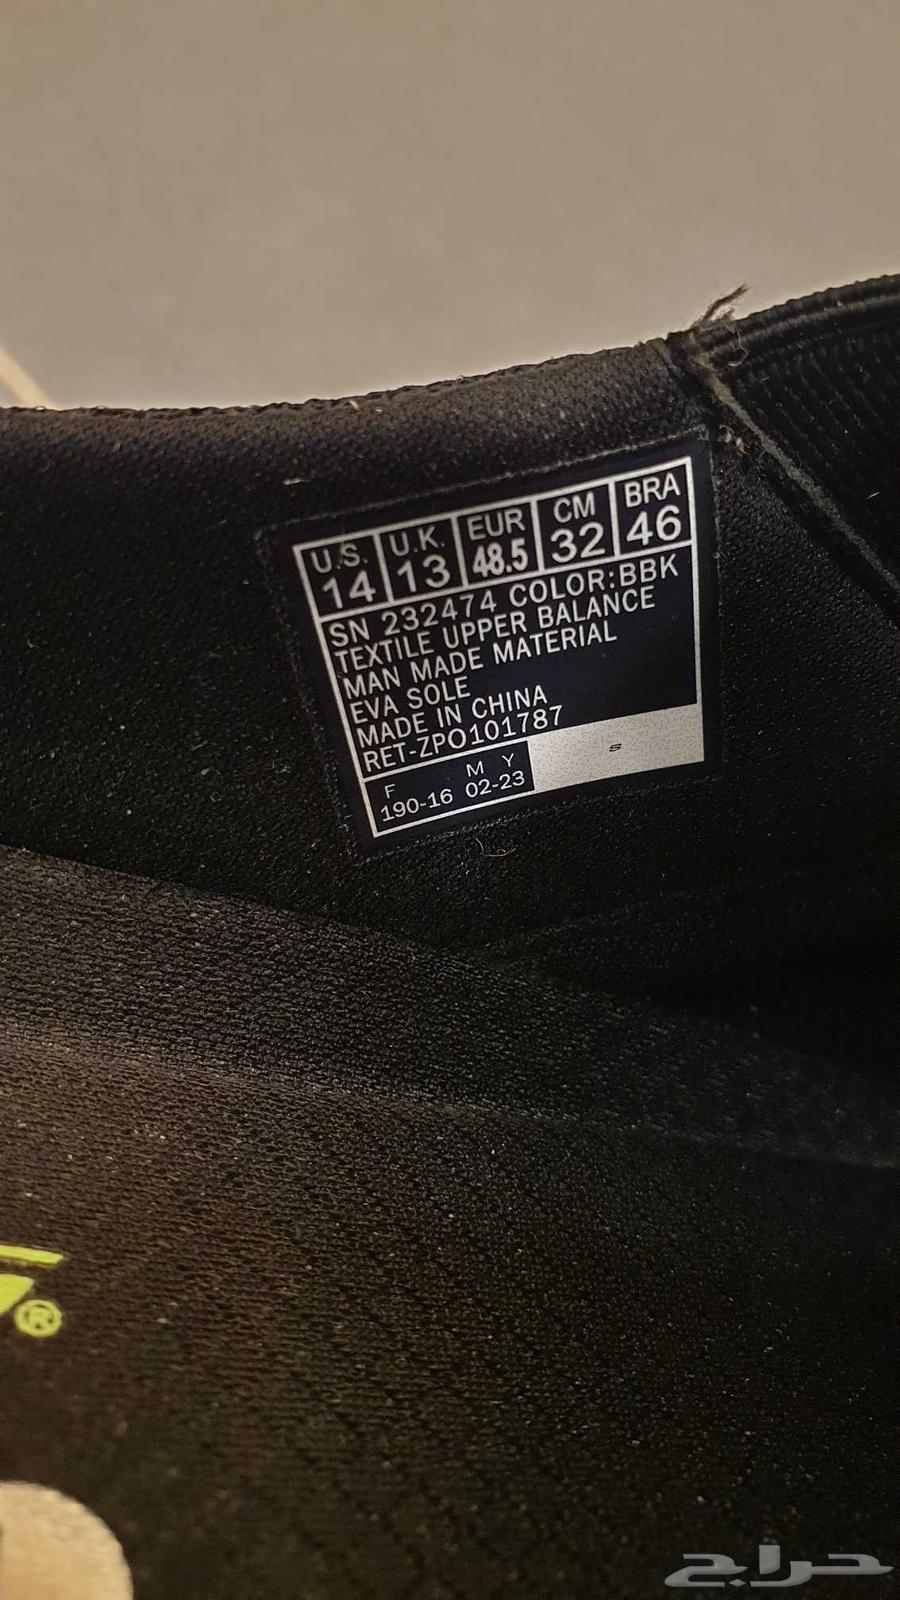 U.S. U.K. EUR CM BRA
14 13 48.5 32 46
SN 232474 COLOR:BBK
TEXTILE UPPER BALANCE
MAN MADE MATERIAL
EVA SOLE
MADE IN CHINA
RET-ZPO101787
F M Y
190-16 02-23
S
®
حراج